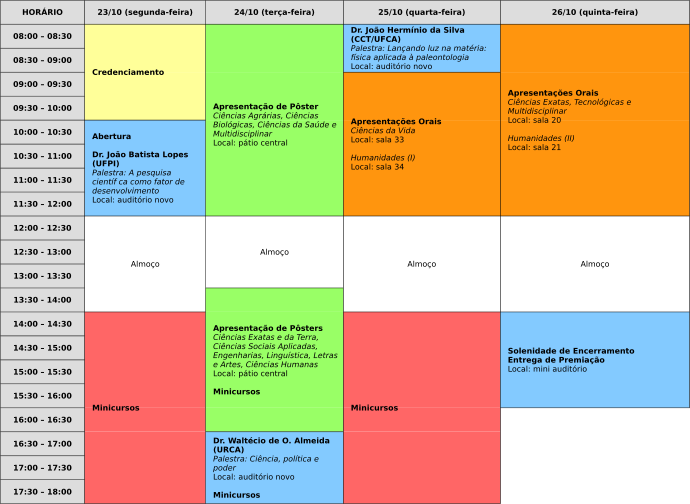 HORÁRIO
23/10 (segunda-feira)
24/10 (terça-feira)
25/10 (quarta-feira)
26/10 (quinta-feira)
08:00 – 08:30
08:30 – 09:00
09:00 – 09:30
09:30 – 10:00
10:00 – 10:30
10:30 – 11:00
11:00 – 11:30
11:30 – 12:00
12:00 – 12:30
12:30 – 13:00
13:00 – 13:30
13:30 – 14:00
14:00 – 14:30
14:30 – 15:00
15:00 – 15:30
15:30 – 16:00
16:00 – 16:30
16:30 – 17:00
17:00 – 17:30
17:30 – 18:00
Credenciamento
Abertura
Dr. João Batista Lopes
(UFPI)
Palestra: A pesquisa
científi ca como fator de
desenvolvimento
Local: auditório novo
Almoço
Minicursos
Apresentação de Pôster
Ciências Agrárias, Ciências
Biológicas, Ciências da Saúde e
Multidisciplinar
Local: pátio central
Almoço
Apresentação de Pôsters
Ciências Exatas e da Terra,
Ciências Sociais Aplicadas,
Engenharias, Linguística, Letras
e Artes, Ciências Humanas
Local: pátio central
Minicursos
Dr. Waltécio de O. Almeida
(URCA)
Palestra: Ciência, política e
poder
Local: auditório novo
Minicursos
Dr. João Hermínio da Silva
(CCT/UFCA)
Palestra: Lançando luz na matéria:
física aplicada à paleontologia
Local: auditório novo
Apresentações Orais
Ciências da Vida
Local: sala 33
Humanidades (I)
Local: sala 34
Almoço
Minicursos
Apresentações Orais
Ciências Exatas, Tecnológicas e
Multidisciplinar
Local: sala 20
Humanidades (II)
Local: sala 21
Almoço
Solenidade de Encerramento
Entrega de Premiação
Local: mini auditório